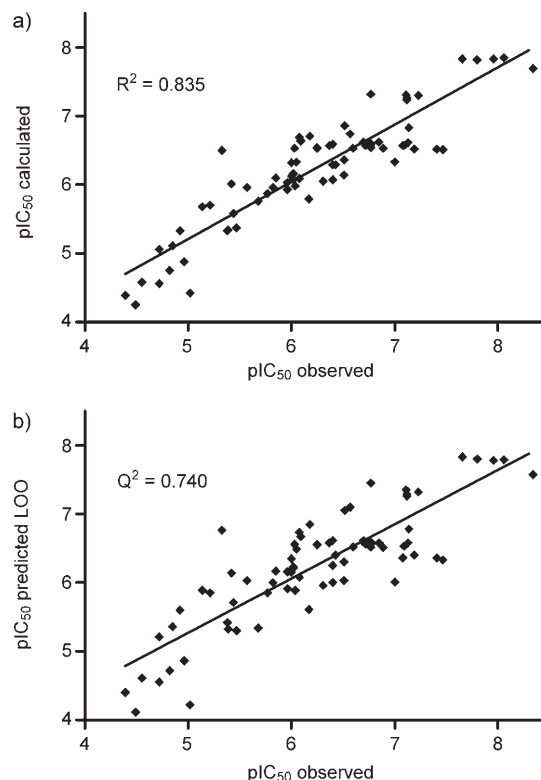 a)
8
7
6
5
4
R² = 0.835
pIC₅₀ calculated
4 5 6 7 8
pIC₅₀ observed
b)
8
7
6
5
4
Q² = 0.740
pIC₅₀ predicted LOO
4 5 6 7 8
pIC₅₀ observed